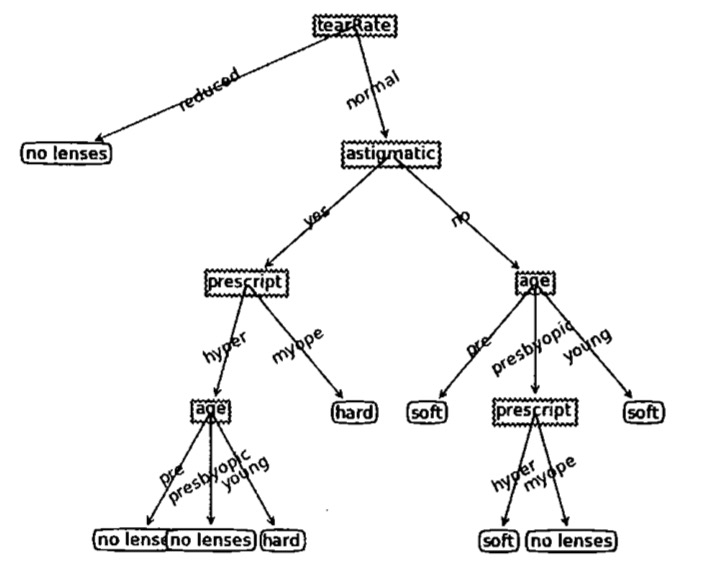 tearRate
reduced
normal
no lenses
astigmatic
yes
no
prescript
age
hyper
myope
pre
presbyopic
young
age
hard
soft
prescript
soft
pre
presbyopic
young
hyper
myope
no lense
no lenses
hard
soft
no lenses